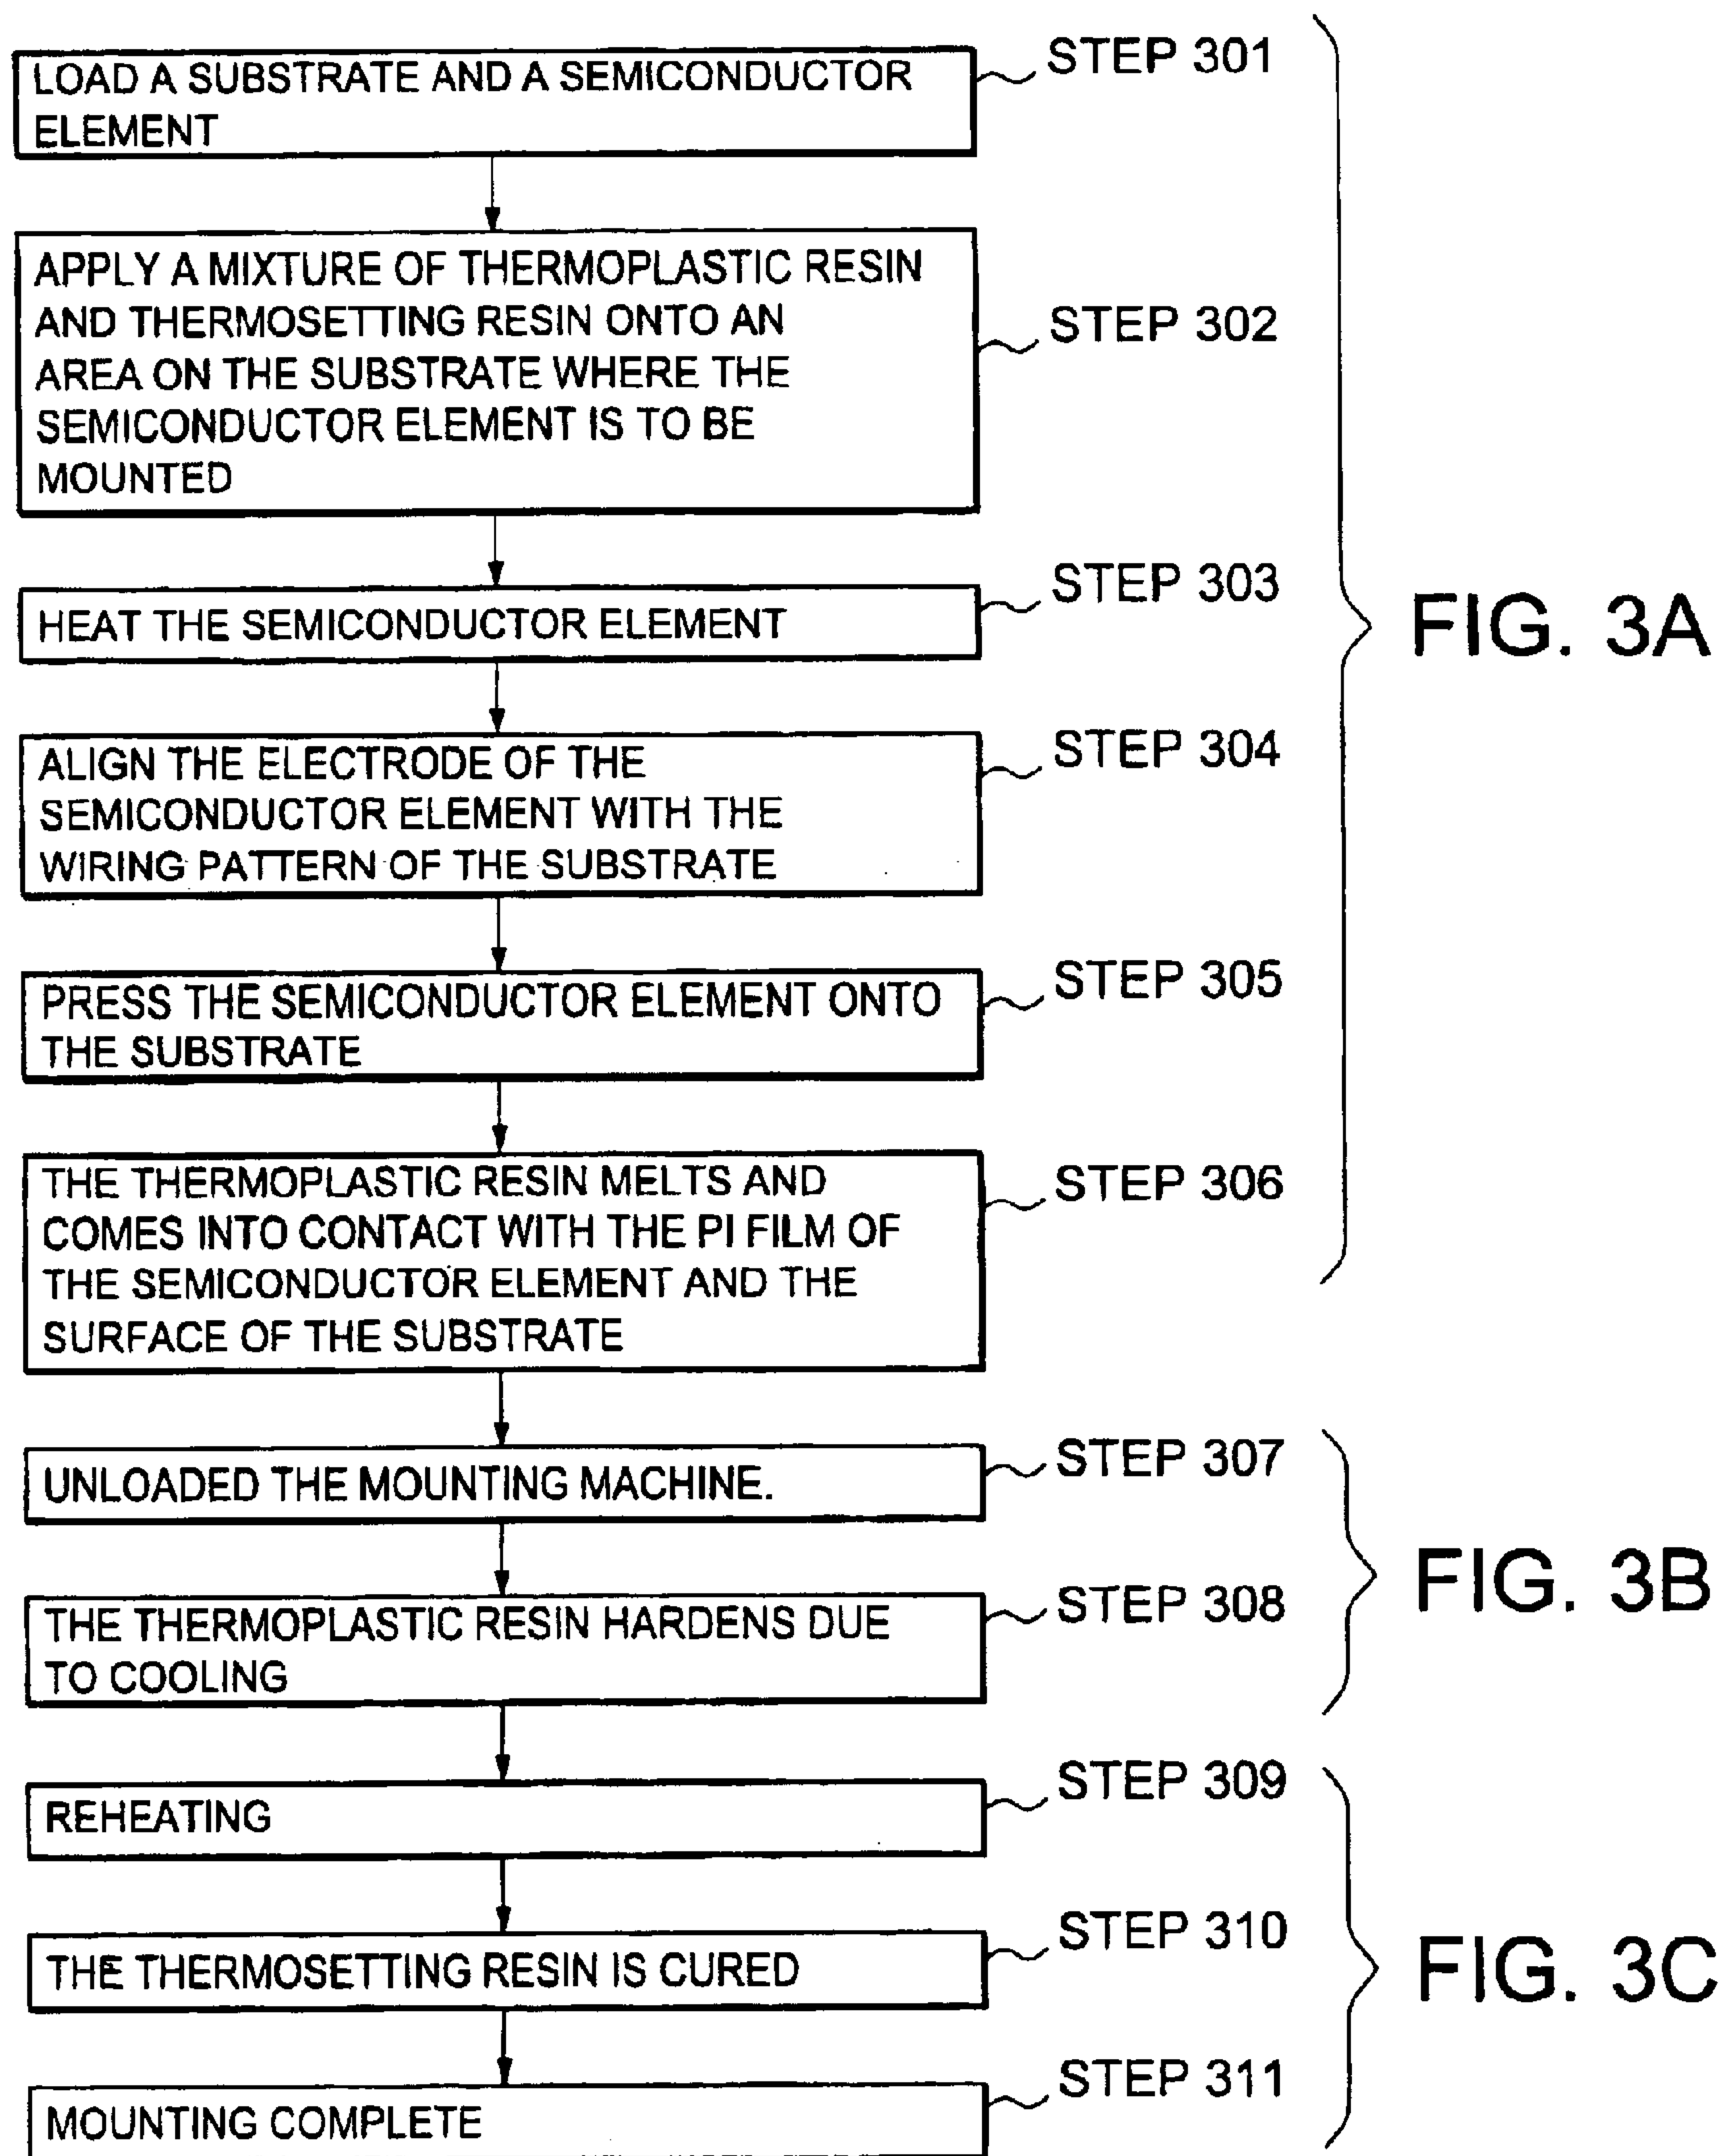 LOAD A SUBSTRATE AND A SEMICONDUCTOR
ELEMENT
STEP 301
APPLY A MIXTURE OF THERMOPLASTIC RESIN
AND THERMOSETTING RESIN ONTO AN
AREA ON THE SUBSTRATE WHERE THE
SEMICONDUCTOR ELEMENT IS TO BE
MOUNTED
STEP 302
HEAT THE SEMICONDUCTOR ELEMENT
STEP 303
FIG. 3A
ALIGN THE ELECTRODE OF THE
SEMICONDUCTOR ELEMENT WITH THE
WIRING PATTERN OF THE SUBSTRATE
STEP 304
PRESS THE SEMICONDUCTOR ELEMENT ONTO
THE SUBSTRATE
STEP 305
THE THERMOPLASTIC RESIN MELTS AND
COMES INTO CONTACT WITH THE PI FILM OF
THE SEMICONDUCTOR ELEMENT AND THE
SURFACE OF THE SUBSTRATE
STEP 306
UNLOADED THE MOUNTING MACHINE.
STEP 307
THE THERMOPLASTIC RESIN HARDENS DUE
TO COOLING
STEP 308
FIG. 3B
REHEATING
STEP 309
THE THERMOSETTING RESIN IS CURED
STEP 310
FIG. 3C
MOUNTING COMPLETE
STEP 311